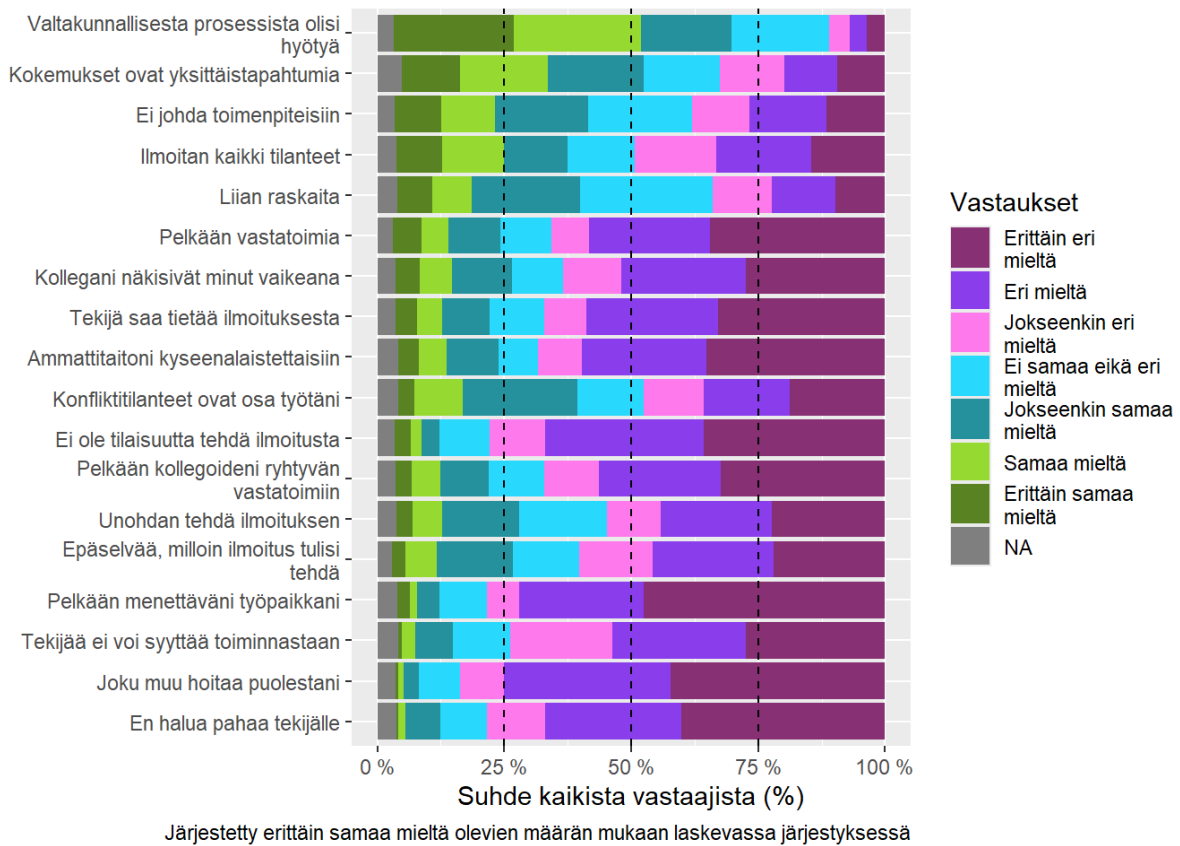 Valtakunnallisesta prosessista olisi
hyötyä
Kokemukset ovat yksittäistapahtumia
Ei johda toimenpiteisiin
Ilmoitan kaikki tilanteet
Liian raskaita
Pelkään vastatoimia
Kollegani näkisivät minut vaikeana
Tekijä saa tietää ilmoituksesta
Ammattitaitoni kyseenalaistettaisiin
Konfliktitilanteet ovat osa työtäni
Ei ole tilaisuutta tehdä ilmoitusta
Pelkään kollegoideni ryhtyvän
vastatoimiin
Unohdan tehdä ilmoituksen
Epäselvää, milloin ilmoitus tulisi
tehdä
Pelkään menettäväni työpaikkani
Tekijää ei voi syyttää toiminnastaan
Joku muu hoitaa puolestani
En halua pahaa tekijälle
0 % 25 % 50 % 75 % 100 %
Suhde kaikista vastaajista (%)
Järjestetty erittäin samaa mieltä olevien määrän mukaan laskevassa järjestyksessä
Vastaukset
Erittäin eri
mieltä
Eri mieltä
Jokseenkin eri
mieltä
Ei samaa eikä eri
mieltä
Jokseenkin samaa
mieltä
Samaa mieltä
Erittäin samaa
mieltä
NA